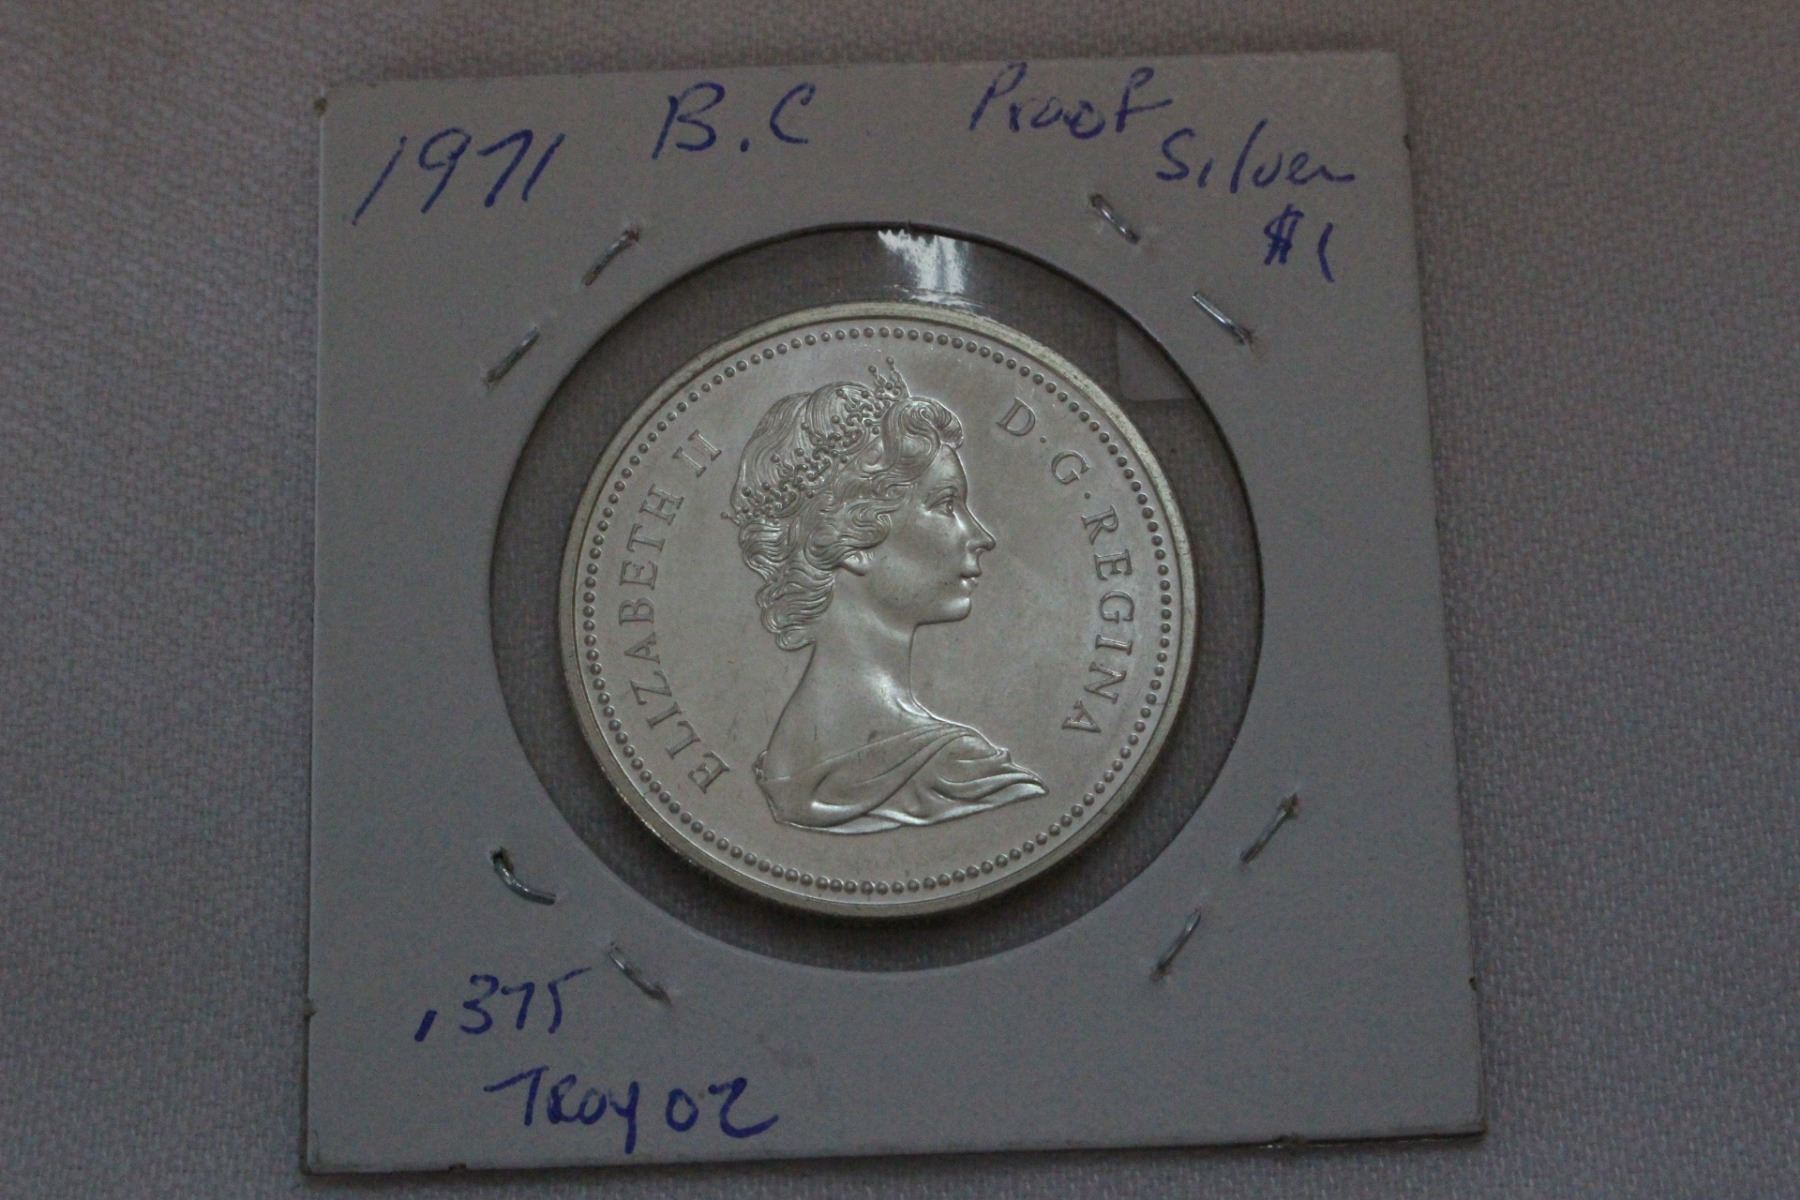 1971 B.C Proof
Silver
$1
ELIZABETH II D·G·REGINA
.375
Troy oz